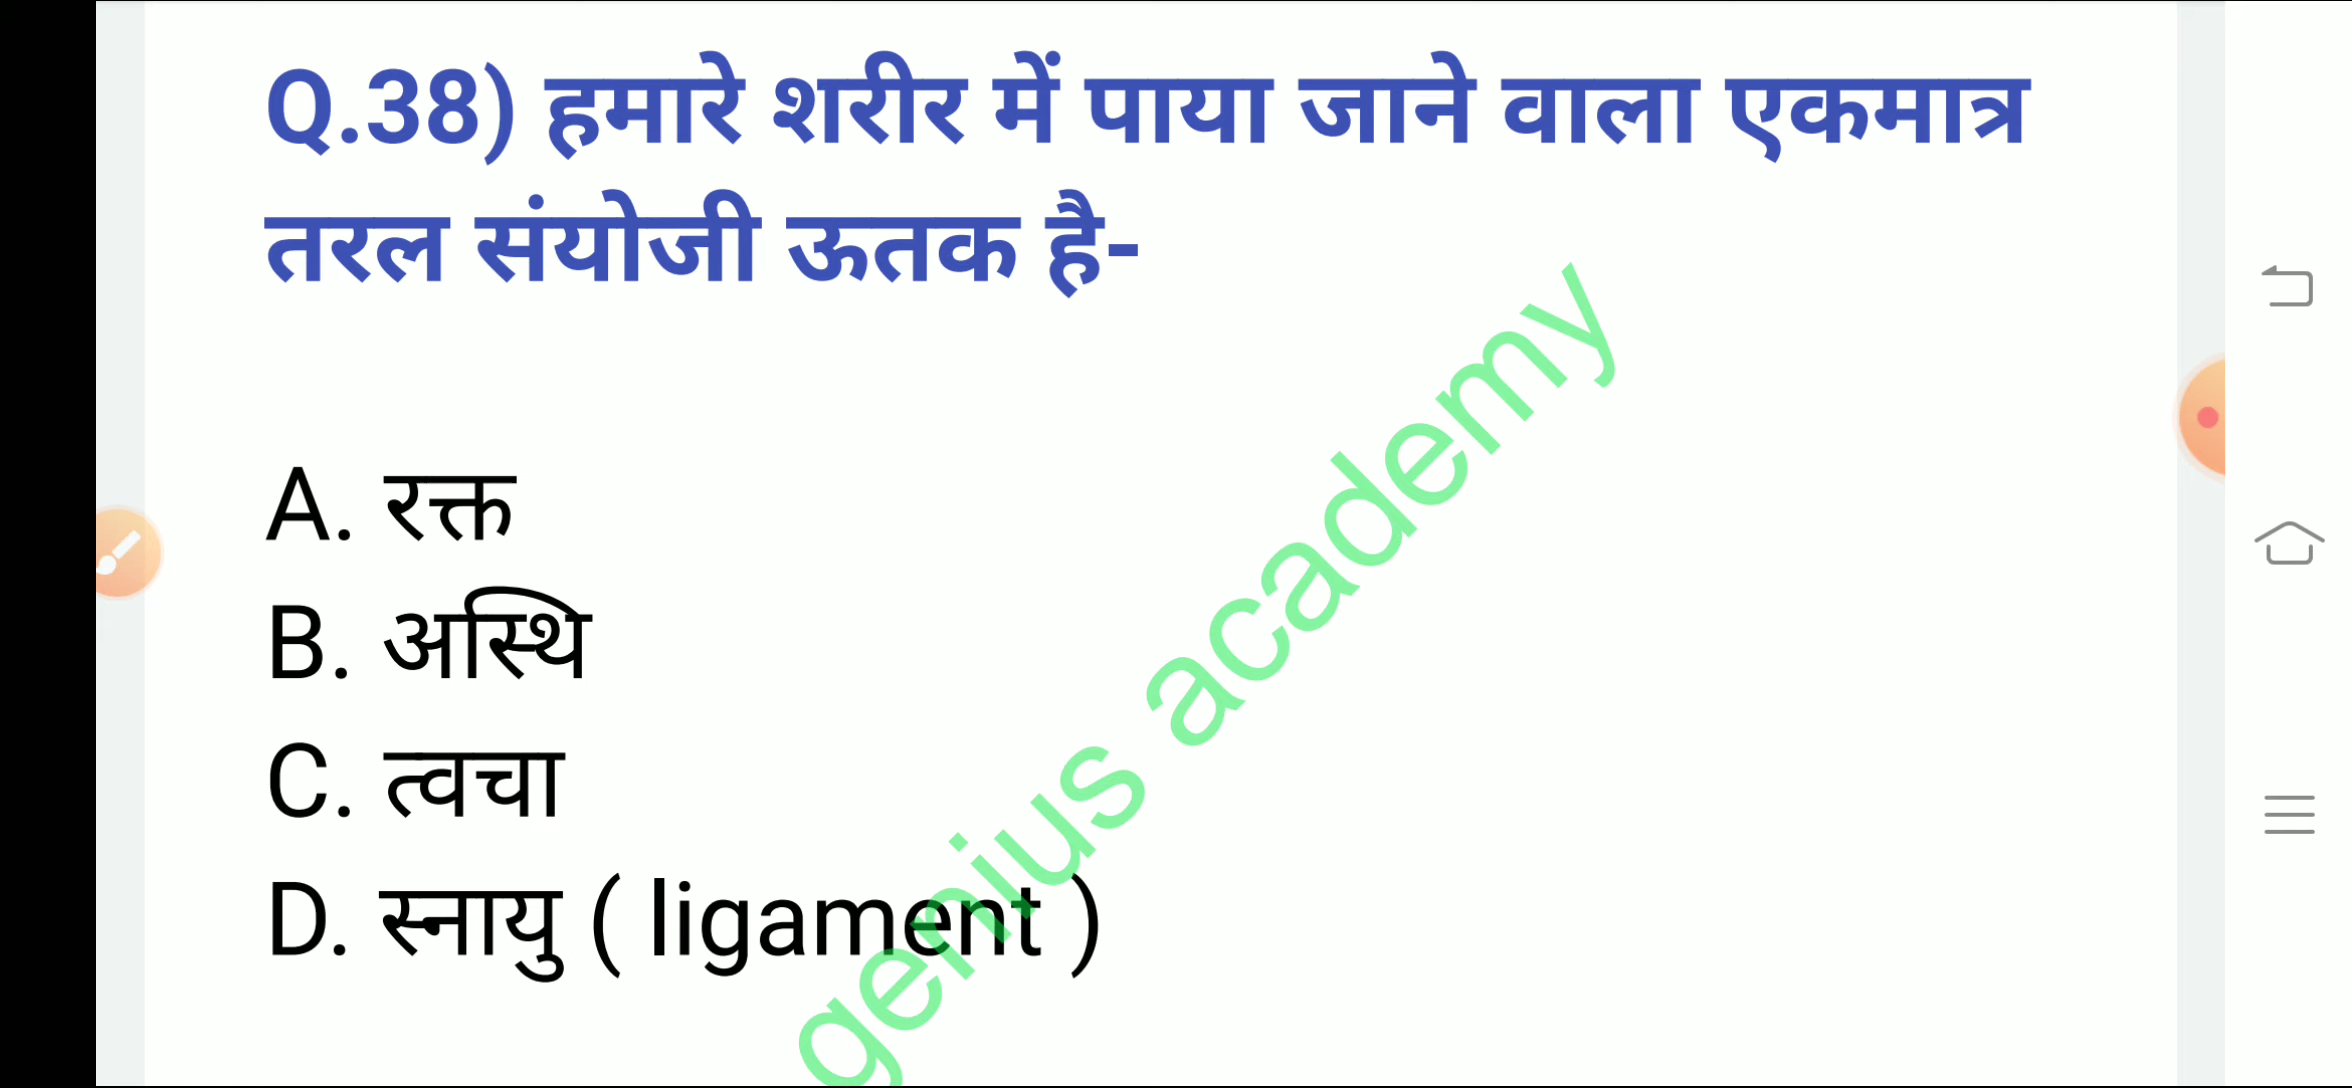 Q.38) हमारे शरीर में पाया जाने वाला एकमात्र
तरल संयोजी ऊतक है-
A. रक्त
B. अस्थि
C. त्वचा
D. स्नायु ( ligament )
genius academy